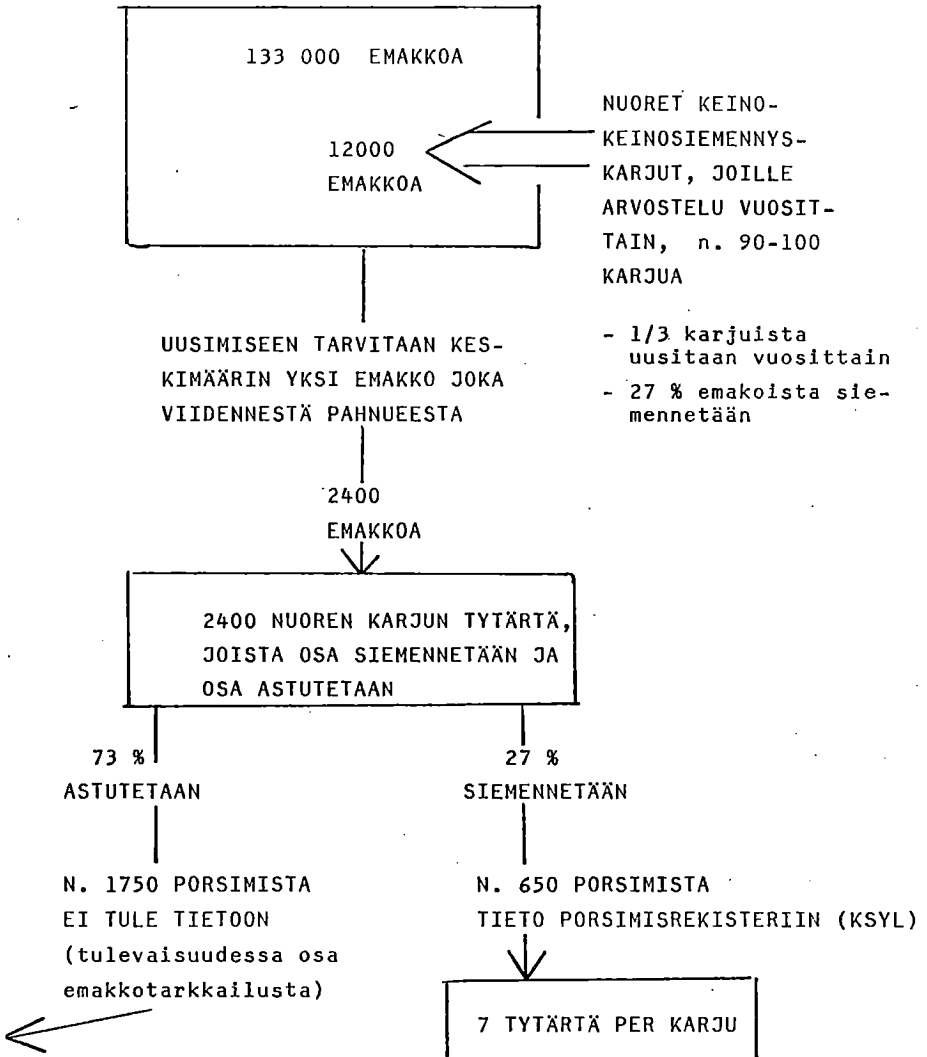 133 000 EMAKKOA
12000
EMAKKOA
NUORET KEINO-
KEINOSIEMENNYS-
KARJUT, JOILLE
ARVOSTELU VUOSIT-
TAIN, n. 90-100
KARJUA
- 1/3 karjuista
uusitaan vuosittain
- 27 % emakoista sie-
mennetään
UUSIMISEEN TARVITAAN KES-
KIMÄÄRIN YKSI EMAKKO JOKA
VIIDENNESTÄ PAHNUEESTA
2400
EMAKKOA
2400 NUOREN KARJUN TYTÄRTÄ,
JOISTA OSA SIEMENNETÄÄN JA
OSA ASTUTETAAN
73 %
ASTUTETAAN
27 %
SIEMENNETÄÄN
N. 1750 PORSIMISTA
EI TULE TIETOON
(tulevaisuudessa osa
emakkotarkkailusta)
N. 650 PORSIMISTA
TIETO PORSIMISREKISTERIIN (KSYL)
7 TYTÄRTÄ PER KARJU